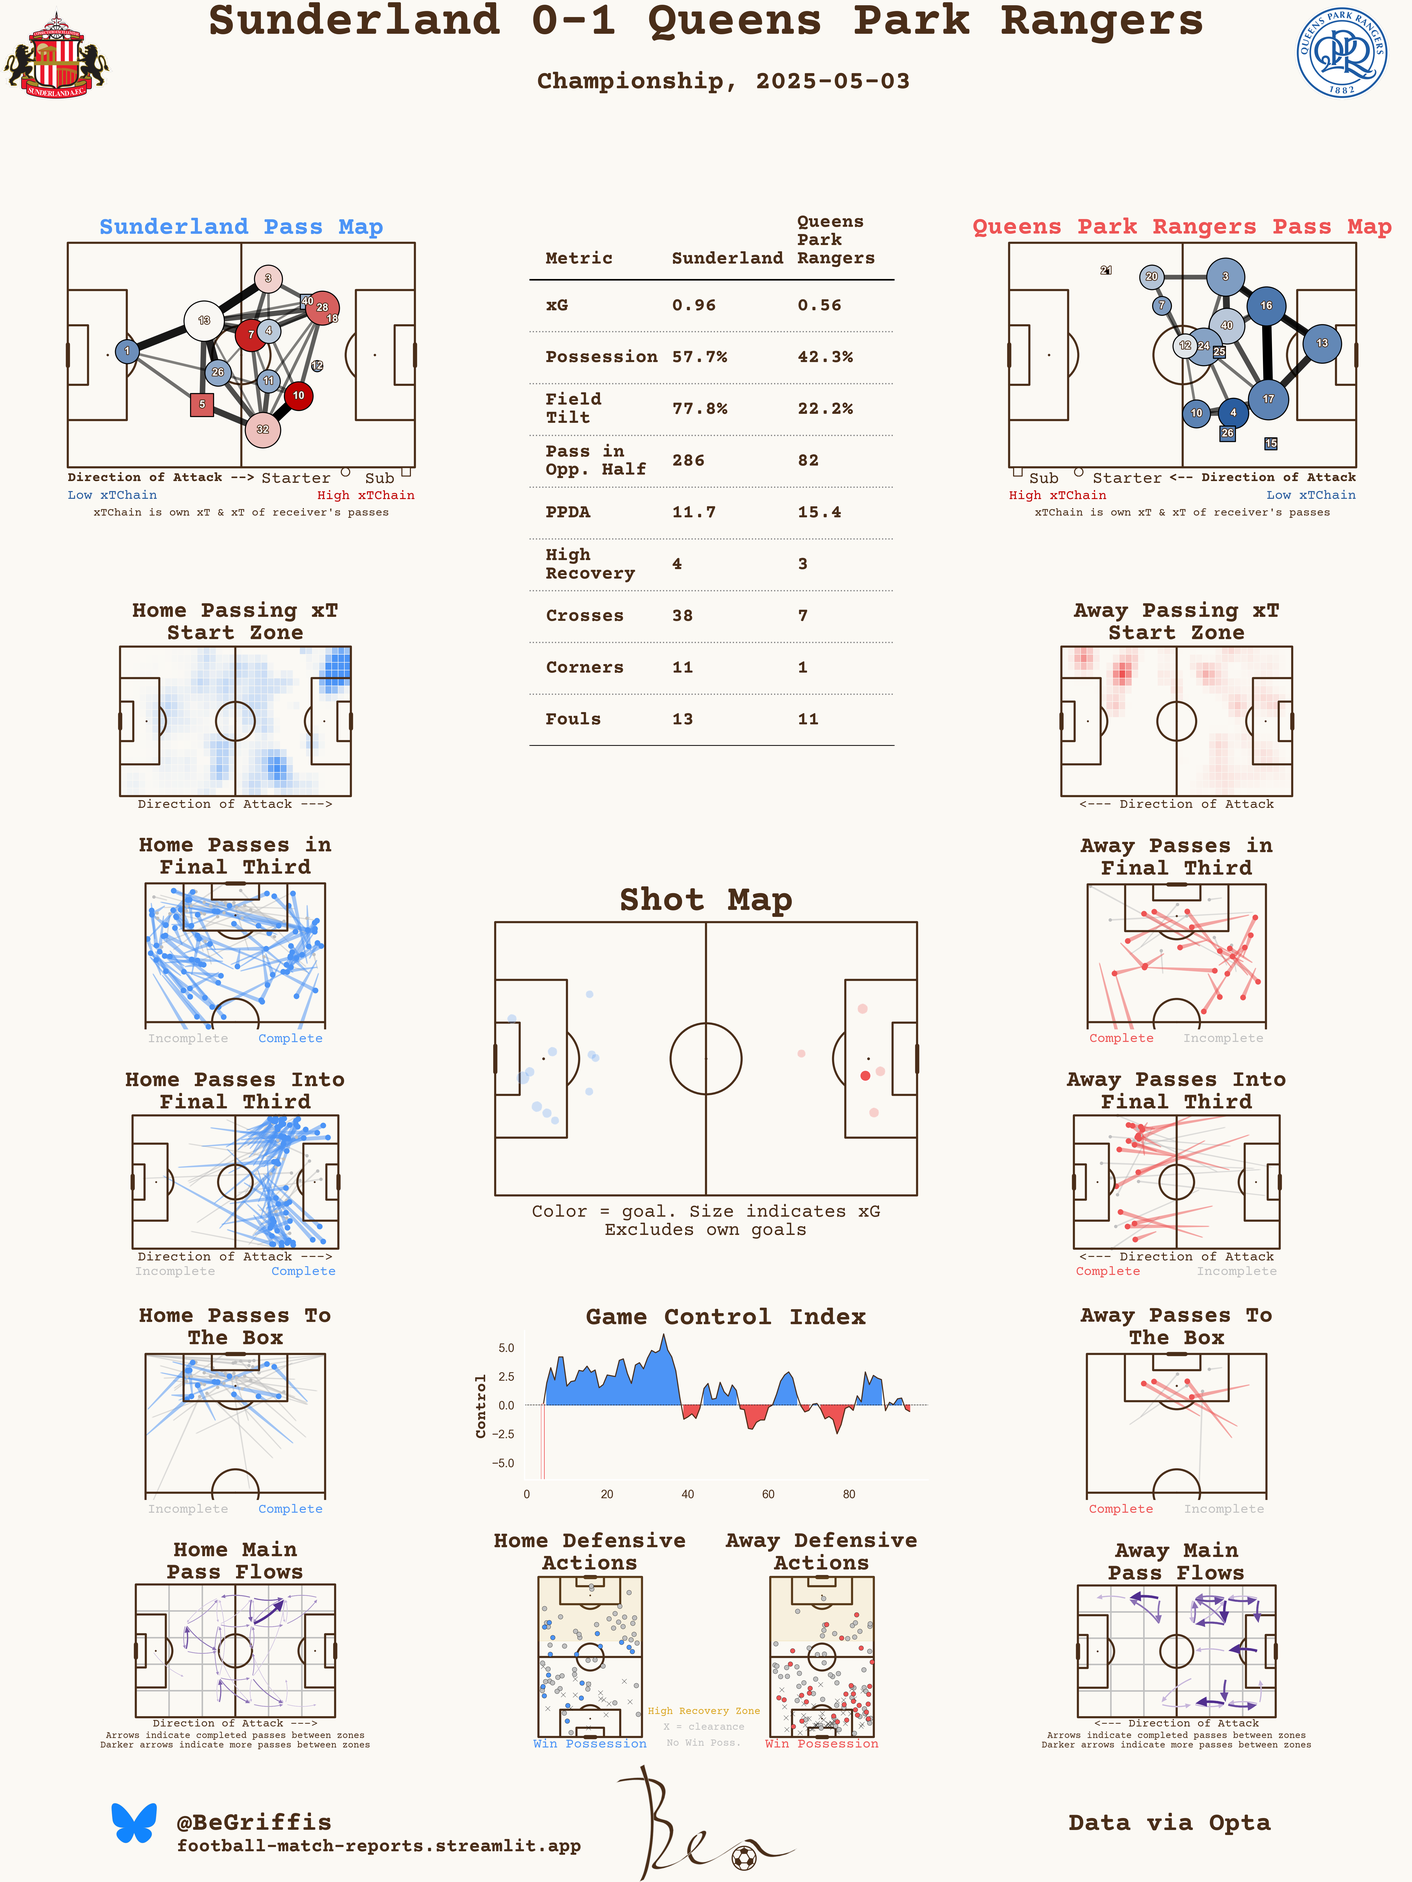 Sunderland 0-1 Queens Park Rangers
Championship, 2025-05-03
SUNDERLAND A.F.C.
QUEENS PARK RANGERS
1882
Sunderland Pass Map
3
40
28
18
13
7
4
1
12
26
11
10
5
32
Direction of Attack --> Starter Sub
Low xTChain High xTChain
xTChain is own xT & xT of receiver's passes
Metric Sunderland Queens Park Rangers
xG 0.96 0.56
Possession 57.7% 42.3%
Field Tilt 77.8% 22.2%
Pass in Opp. Half 286 82
PPDA 11.7 15.4
High Recovery 4 3
Crosses 38 7
Corners 11 1
Fouls 13 11
Queens Park Rangers Pass Map
21
20
3
7
16
40
12
24
25
13
17
10
4
26
15
Sub Starter <-- Direction of Attack
High xTChain Low xTChain
xTChain is own xT & xT of receiver's passes
Home Passing xT
Start Zone
Direction of Attack --->
Away Passing xT
Start Zone
<--- Direction of Attack
Home Passes in
Final Third
Incomplete Complete
Away Passes in
Final Third
Complete Incomplete
Shot Map
Color = goal. Size indicates xG
Excludes own goals
Home Passes Into
Final Third
Direction of Attack --->
Incomplete Complete
Away Passes Into
Final Third
<--- Direction of Attack
Complete Incomplete
Home Passes To
The Box
Incomplete Complete
Game Control Index
Control
5.0
2.5
0.0
−2.5
−5.0
0 20 40 60 80
Away Passes To
The Box
Complete Incomplete
Home Main
Pass Flows
Direction of Attack --->
Arrows indicate completed passes between zones
Darker arrows indicate more passes between zones
Home Defensive
Actions
Win Possession
High Recovery Zone
X = clearance
No Win Poss.
Away Defensive
Actions
Win Possession
Away Main
Pass Flows
<--- Direction of Attack
Arrows indicate completed passes between zones
Darker arrows indicate more passes between zones
@BeGriffis
football-match-reports.streamlit.app
Ben
Data via Opta